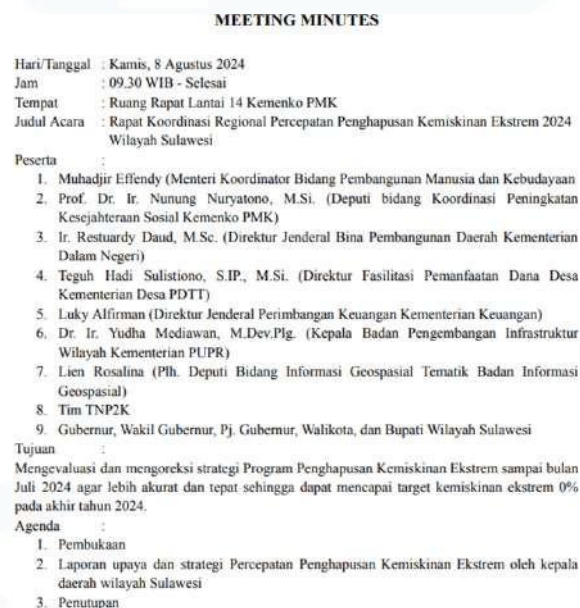 MEETING MINUTES
Hari/Tanggal : Kamis, 8 Agustus 2024
Jam : 09.30 WIB - Selesai
Tempat : Ruang Rapat Lantai 14 Kemenko PMK
Judul Acara : Rapat Koordinasi Regional Percepatan Penghapusan Kemiskinan Ekstrem 2024
Wilayah Sulawesi
Peserta :
1. Muhadjir Effendy (Menteri Koordinator Bidang Pembangunan Manusia dan Kebudayaan
2. Prof. Dr. Ir. Nunung Nuryatono, M.Si. (Deputi bidang Koordinasi Peningkatan
Kesejahteraan Sosial Kemenko PMK)
3. Ir. Restuardy Daud, M.Sc. (Direktur Jenderal Bina Pembangunan Daerah Kementerian
Dalam Negeri)
4. Teguh Hadi Sulistiono, S.IP., M.Si. (Direktur Fasilitasi Pemanfaatan Dana Desa
Kementerian Desa PDTT)
5. Luky Alfirman (Direktur Jenderal Perimbangan Keuangan Kementerian Keuangan)
6. Dr. Ir. Yudha Mediawan, M.Dev.Plg. (Kepala Badan Pengembangan Infrastruktur
Wilayah Kementerian PUPR)
7. Lien Rosalina (Plh. Deputi Bidang Informasi Geospasial Tematik Badan Informasi
Geospasial)
8. Tim TNP2K
9. Gubernur, Wakil Gubernur, Pj. Gubernur, Walikota, dan Bupati Wilayah Sulawesi
Tujuan :
Mengevaluasi dan mengoreksi strategi Program Penghapusan Kemiskinan Ekstrem sampai bulan
Juli 2024 agar lebih akurat dan tepat sehingga dapat mencapai target kemiskinan ekstrem 0%
pada akhir tahun 2024.
Agenda :
1. Pembukaan
2. Laporan upaya dan strategi Percepatan Penghapusan Kemiskinan Ekstrem oleh kepala
daerah wilayah Sulawesi
3. Penutupan